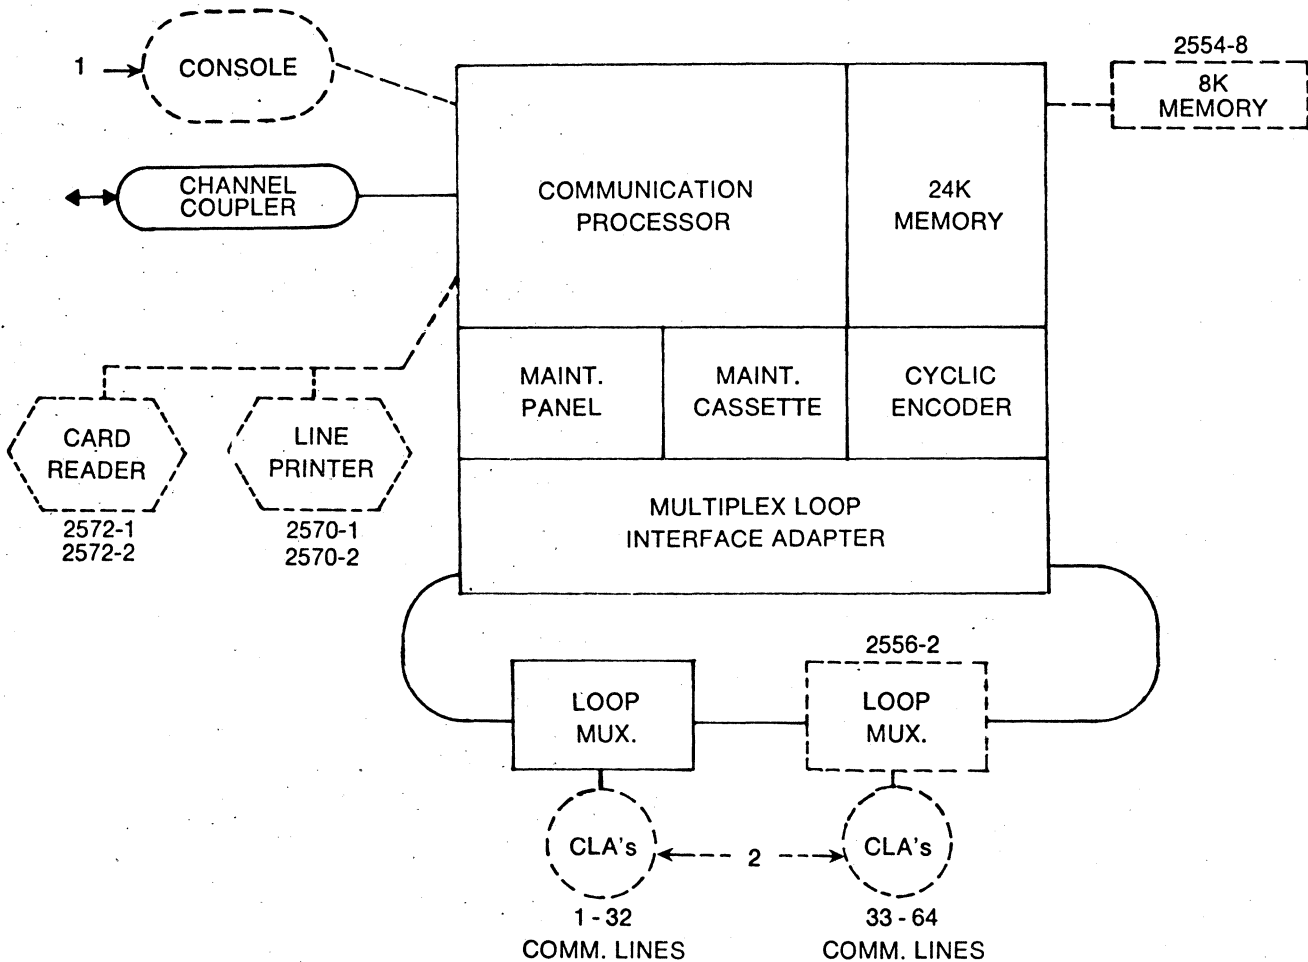 1
CONSOLE
2554-8
8K
MEMORY
CHANNEL
COUPLER
COMMUNICATION
PROCESSOR
24K
MEMORY
MAINT.
PANEL
MAINT.
CASSETTE
CYCLIC
ENCODER
CARD
READER
2572-1
2572-2
LINE
PRINTER
2570-1
2570-2
MULTIPLEX LOOP
INTERFACE ADAPTER
LOOP
MUX.
2556-2
LOOP
MUX.
CLA's
2
CLA's
1 - 32
COMM. LINES
33 - 64
COMM. LINES